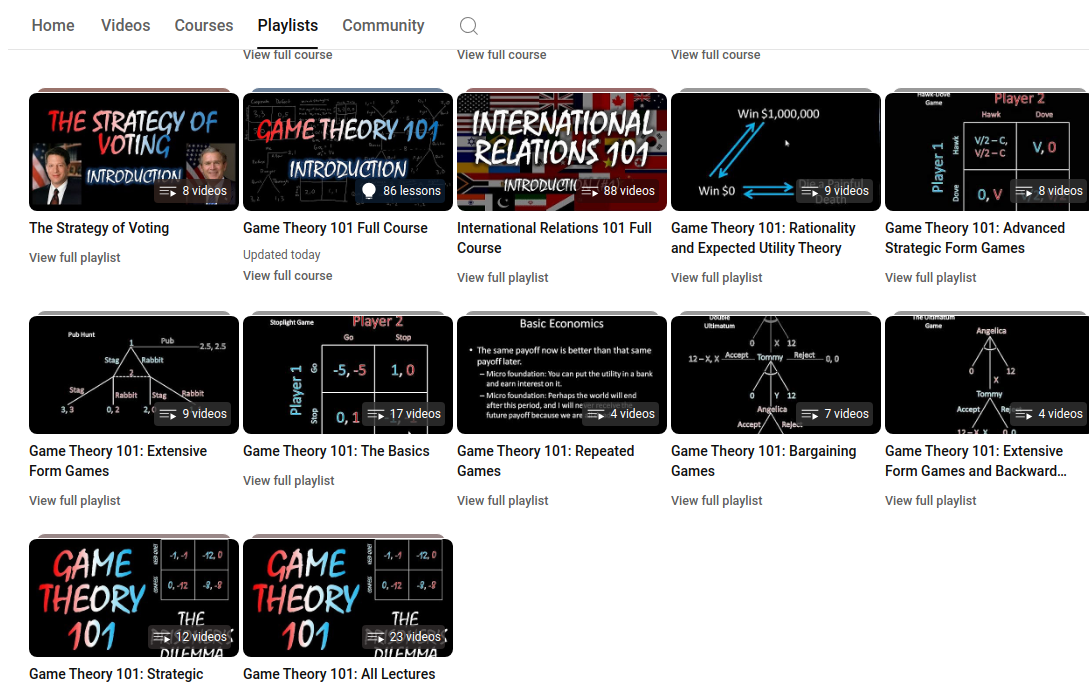 Home Videos Courses Playlists Community
View full course View full course View full course
THE STRATEGY OF
VOTING
INTRODUCTION
8 videos
GAME THEORY 101
INTRODUCTION
86 lessons
INTERNATIONAL
RELATIONS 101
88 videos
Win $1,000,000
Win $0
Die a Painful
Death
9 videos
Hawk-Dove
Game
Player 2
Hawk Dove
Player 1
Hawk
V/2 – C,
V/2 – C
V, 0
Dove
0, V
8 videos
The Strategy of Voting
View full playlist
Game Theory 101 Full Course
Updated today
View full course
International Relations 101 Full
Course
View full playlist
Game Theory 101: Rationality
and Expected Utility Theory
View full playlist
Game Theory 101: Advanced
Strategic Form Games
View full playlist
Pub Hunt
1 Pub 2.5, 2.5
Stag Rabbit
2
Stag Rabbit Stag Rabbit
3, 3 0, 2
9 videos
Stoplight Game
Player 2
Go Stop
Player 1
Go
-5, -5 1, 0
Stop
0, 1
17 videos
Basic Economics
• The same payoff now is better than that same
payoff later.
– Micro foundation: You can put the utility in a bank
and earn interest on it.
– Micro foundation: Perhaps the world will end
after this period, and I will never receive the
future payoff because we are
4 videos
Double
Ultimatum
0 X 12
12 – X, X Accept Tommy Reject 0, 0
0 Y 12
Angelica
Accept Reject
7 videos
The Ultimatum
Game
Angelica
0 12
X
Tommy
Accept
4 videos
Game Theory 101: Extensive
Form Games
View full playlist
Game Theory 101: The Basics
View full playlist
Game Theory 101: Repeated
Games
View full playlist
Game Theory 101: Bargaining
Games
View full playlist
Game Theory 101: Extensive
Form Games and Backward...
View full playlist
GAME
THEORY
101
-1, -1 -12, 0
0, -12 -8, -8
THE
PRISONER'S
DILEMMA
12 videos
GAME
THEORY
101
-1, -1 -12, 0
0, -12 -8, -8
THE
PRISONER'S
DILEMMA
23 videos
Game Theory 101: Strategic
Game Theory 101: All Lectures